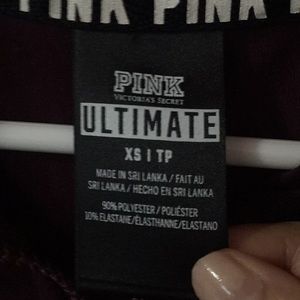 PINK PINK
PINK
VICTORIA'S SECRET
ULTIMATE
XS | TP
MADE IN SRI LANKA / FAIT AU
SRI LANKA / HECHO EN SRI LANKA
90% POLYESTER / POLIÉSTER
10% ELASTANE/ÉLASTHANNE/ELASTANO